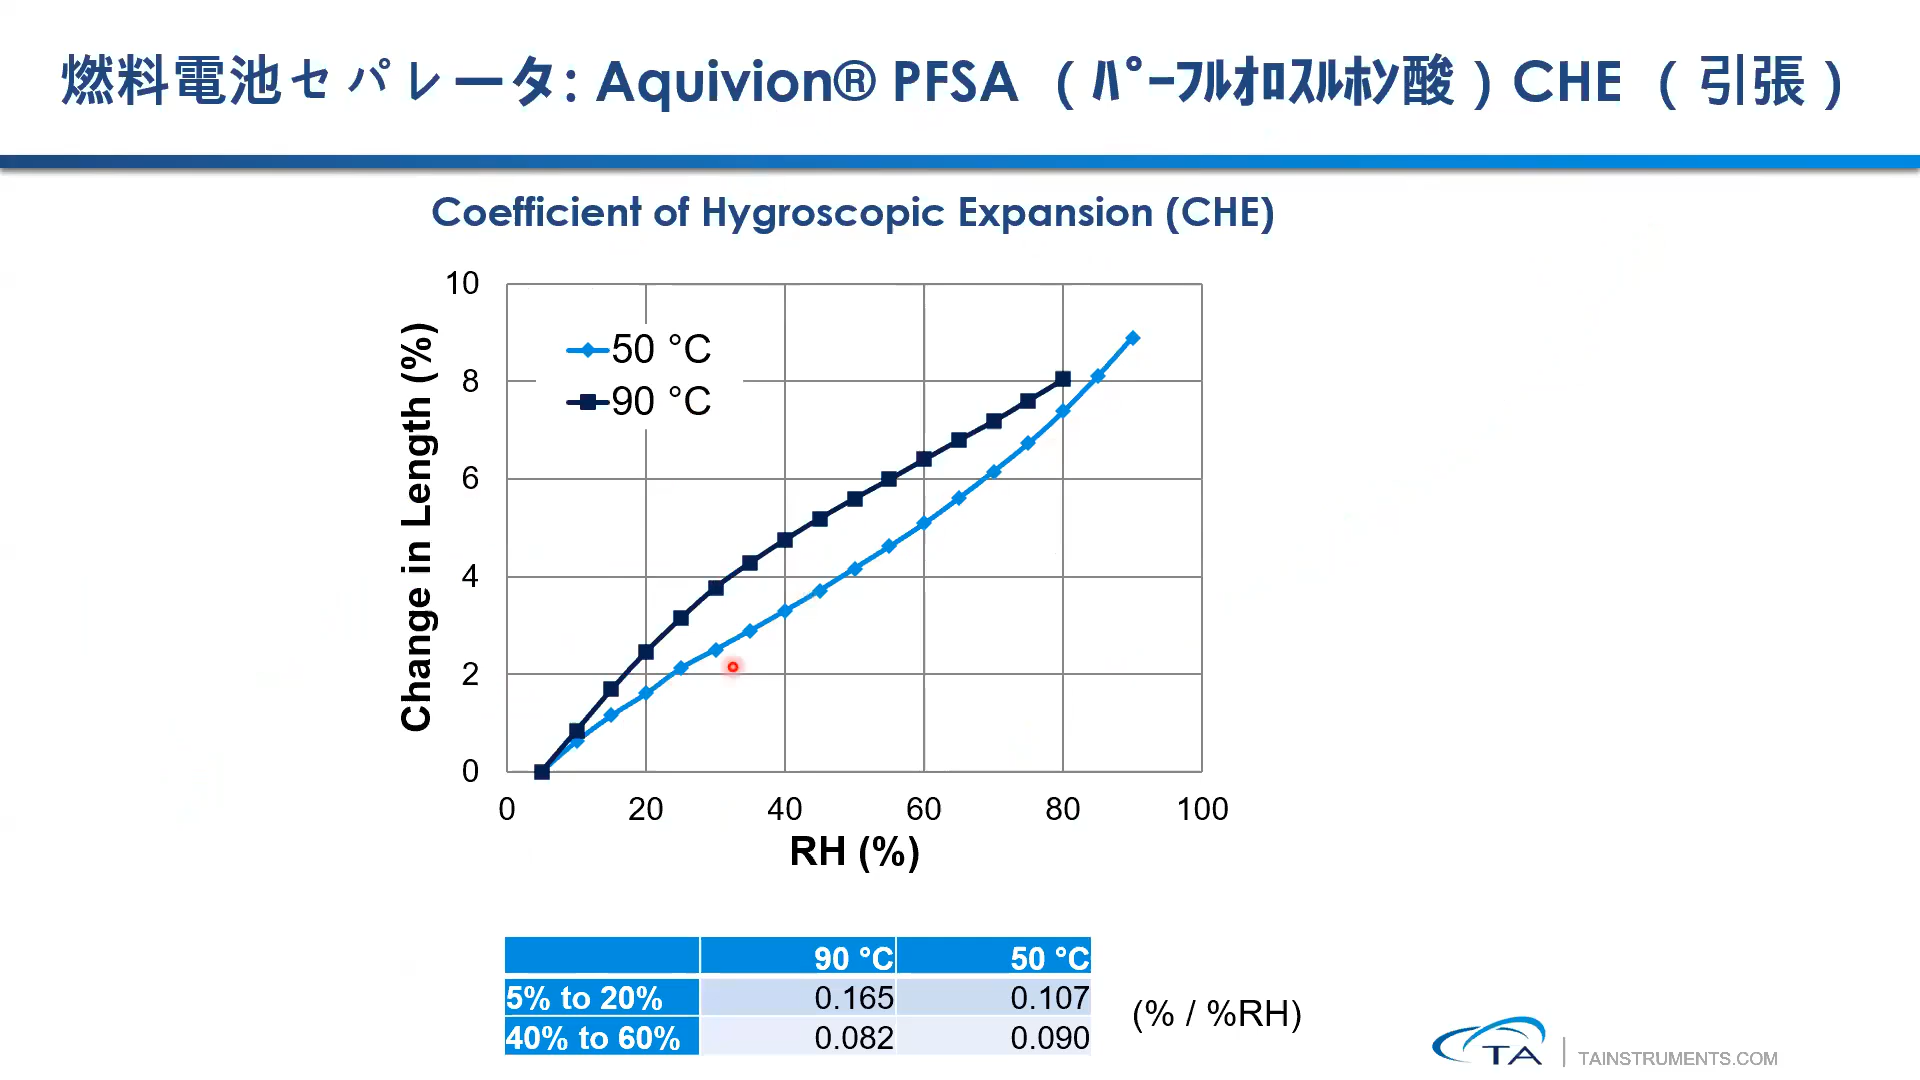 燃料電池セパレータ: Aquivion® PFSA （ﾊﾟｰﾌﾙｵﾛｽﾙﾎﾝ酸）CHE （引張）
Coefficient of Hygroscopic Expansion (CHE)
10
8
6
4
2
0
Change in Length (%)
50 °C
90 °C
0 20 40 60 80 100
RH (%)
90 °C 50 °C
5% to 20% 0.165 0.107
40% to 60% 0.082 0.090
(% / %RH)
TA
TAINSTRUMENTS.COM